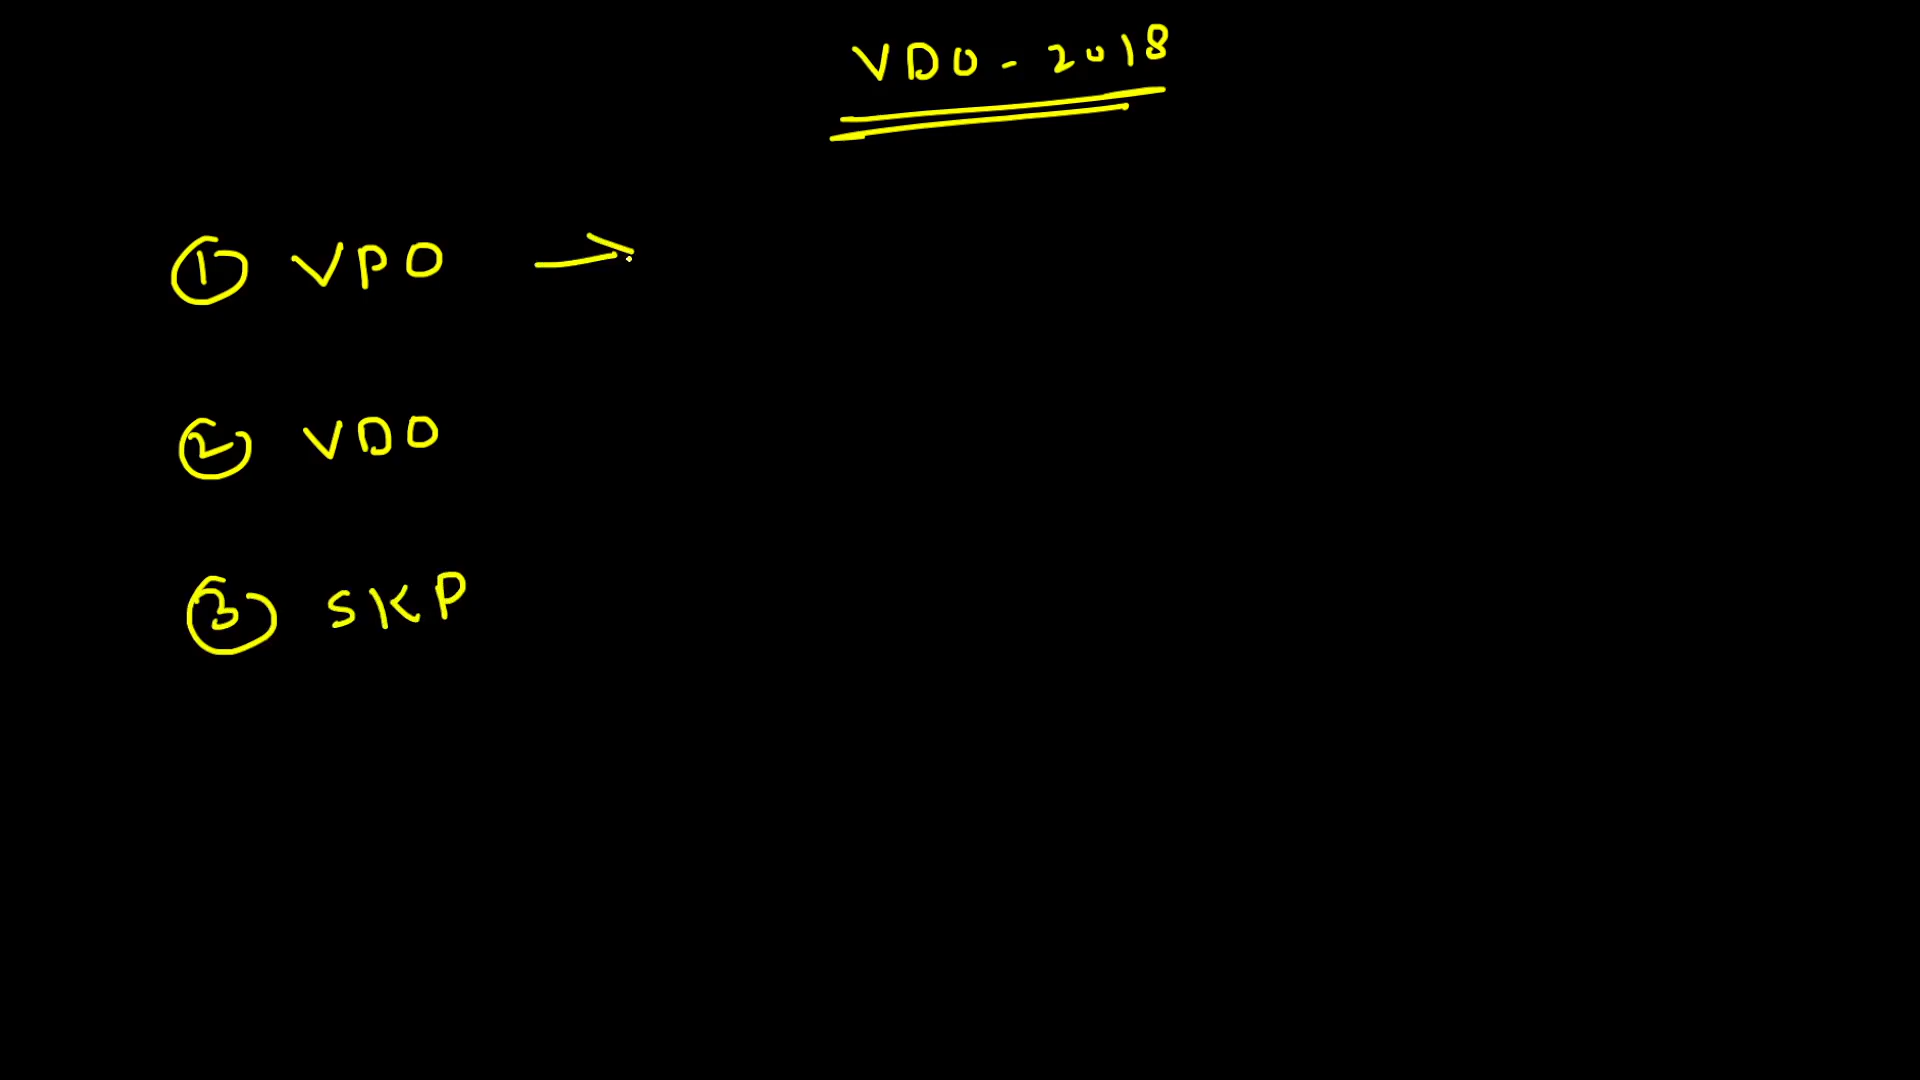 VDO - 2018
① VPO →
② VDO
③ SKP